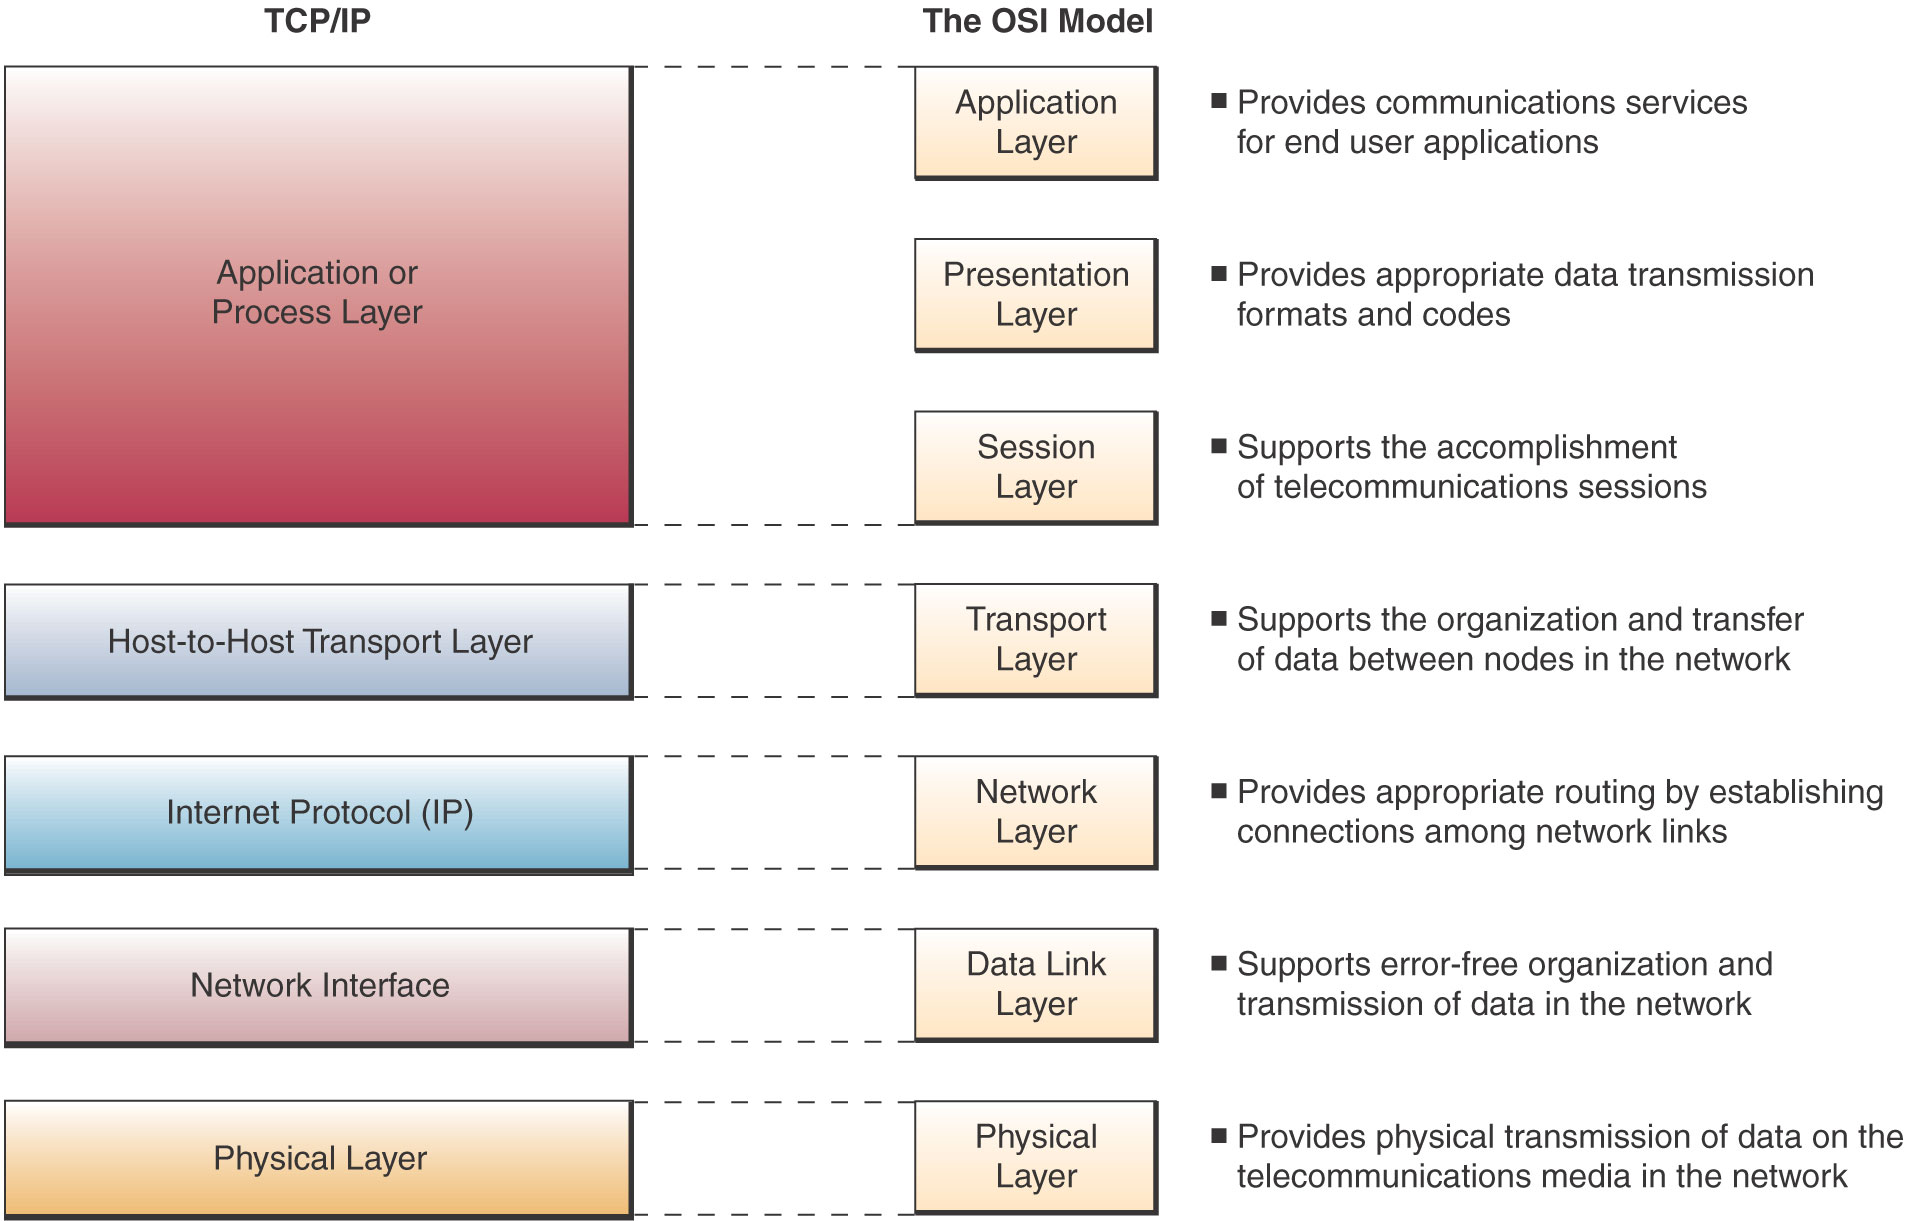 TCP/IP
The OSI Model
Application or
Process Layer
Application
Layer
■ Provides communications services
for end user applications
Presentation
Layer
■ Provides appropriate data transmission
formats and codes
Session
Layer
■ Supports the accomplishment
of telecommunications sessions
Host-to-Host Transport Layer
Transport
Layer
■ Supports the organization and transfer
of data between nodes in the network
Internet Protocol (IP)
Network
Layer
■ Provides appropriate routing by establishing
connections among network links
Network Interface
Data Link
Layer
■ Supports error-free organization and
transmission of data in the network
Physical Layer
Physical
Layer
■ Provides physical transmission of data on the
telecommunications media in the network